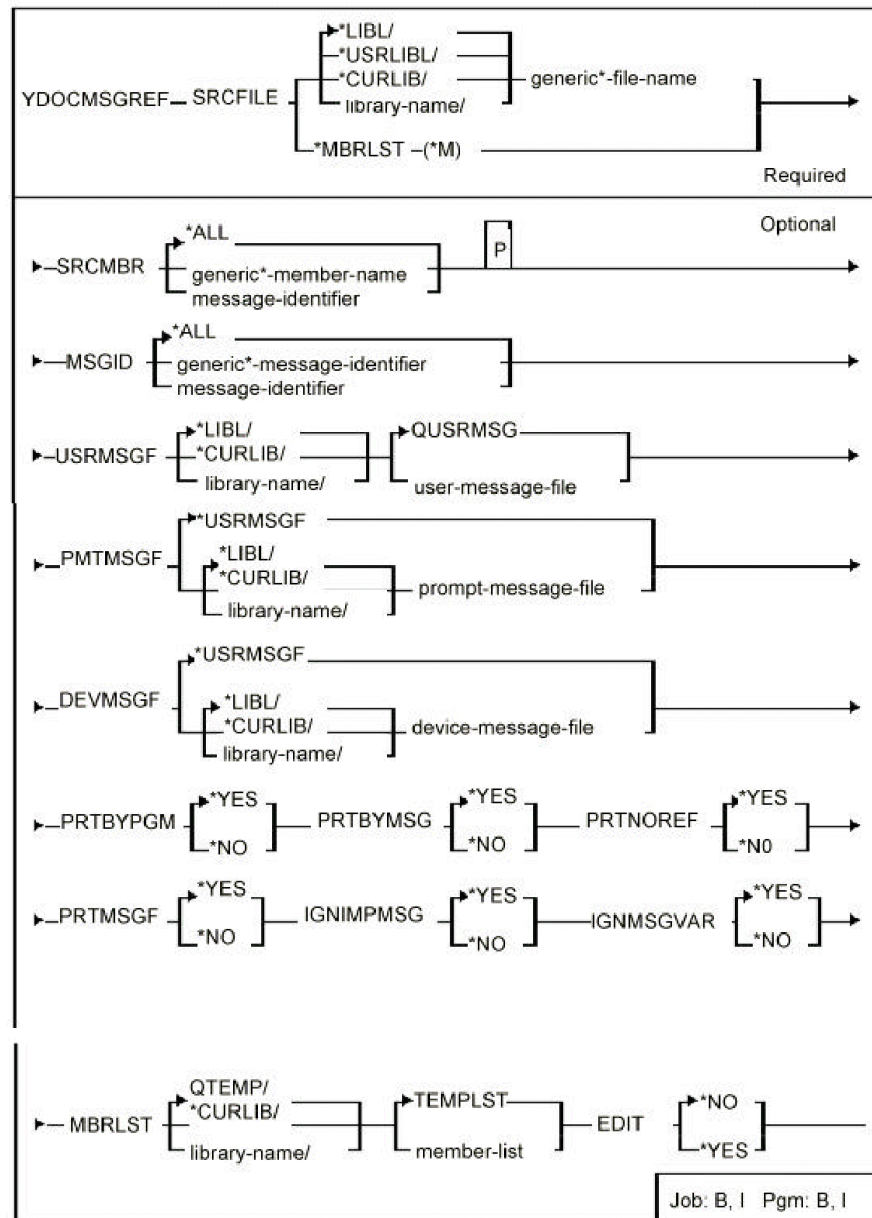 *LIBL/
*USRLIBL/
*CURLIB/ generic*-file-name
YDOCMSGREF SRCFILE library-name/
*MBRLST (*M)
Required
Optional
*ALL P
SRCMBR generic*-member-name
message-identifier
*ALL
MSGID generic*-message-identifier
message-identifier
*LIBL/ QUSRMSG
USRMSGF *CURLIB/
library-name/ user-message-file
*USRMSGF
PMTMSGF *LIBL/
*CURLIB/ prompt-message-file
library-name/
*USRMSGF
DEVMSGF *LIBL/
*CURLIB/ device-message-file
library-name/
*YES *YES *YES
PRTBYPGM PRTBYMSG PRTNOREF
*NO *NO *N0
*YES *YES *YES
PRTMSGF IGNIMPMSG IGNMSGVAR
*NO *NO *NO
QTEMP/ TEMPLST *NO
MBRLST *CURLIB/ EDIT
library-name/ member-list *YES
Job: B, I Pgm: B, I